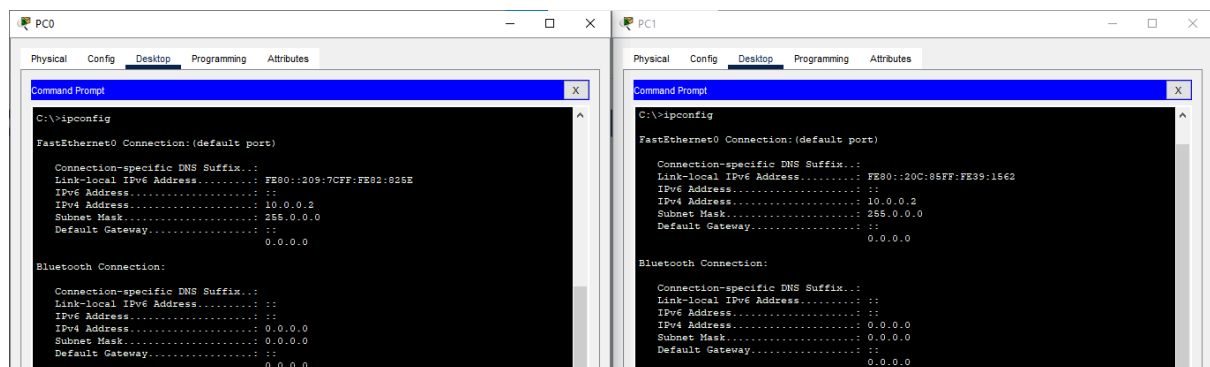 PC0
Physical Config Desktop Programming Attributes
Command Prompt X
C:\>ipconfig
FastEthernet0 Connection:(default port)
Connection-specific DNS Suffix..:
Link-local IPv6 Address.........: FE80::209:7CFF:FE82:825E
IPv6 Address....................: ::
IPv4 Address....................: 10.0.0.2
Subnet Mask.....................: 255.0.0.0
Default Gateway.................: ::
0.0.0.0
Bluetooth Connection:
Connection-specific DNS Suffix..:
Link-local IPv6 Address.........: ::
IPv6 Address....................: ::
IPv4 Address....................: 0.0.0.0
Subnet Mask.....................: 0.0.0.0
Default Gateway.................: ::
0.0.0.0
PC1
Physical Config Desktop Programming Attributes
Command Prompt X
C:\>ipconfig
FastEthernet0 Connection:(default port)
Connection-specific DNS Suffix..:
Link-local IPv6 Address.........: FE80::20C:85FF:FE39:1562
IPv6 Address....................: ::
IPv4 Address....................: 10.0.0.2
Subnet Mask.....................: 255.0.0.0
Default Gateway.................: ::
0.0.0.0
Bluetooth Connection:
Connection-specific DNS Suffix..:
Link-local IPv6 Address.........: ::
IPv6 Address....................: ::
IPv4 Address....................: 0.0.0.0
Subnet Mask.....................: 0.0.0.0
Default Gateway.................: ::
0.0.0.0